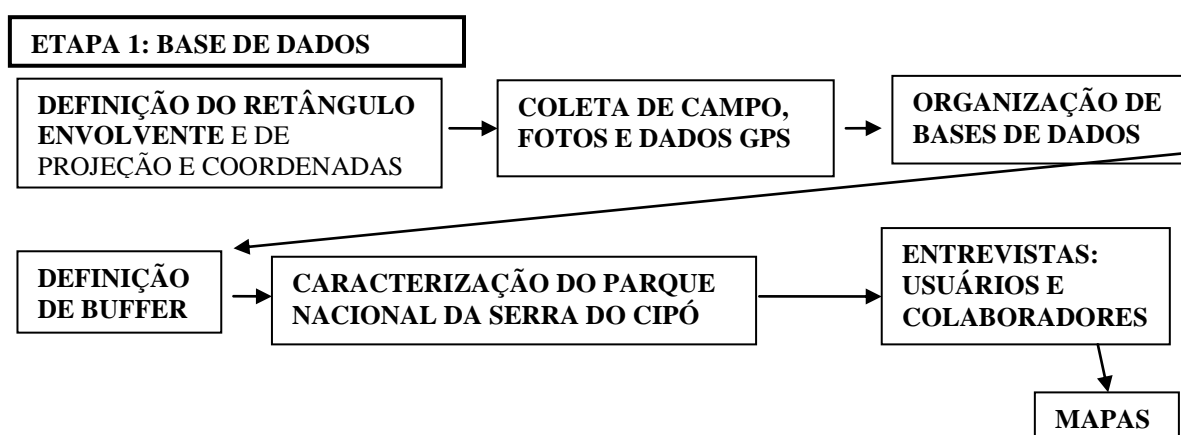 ETAPA 1: BASE DE DADOS
DEFINIÇÃO DO RETÂNGULO
ENVOLVENTE E DE
PROJEÇÃO E COORDENADAS
COLETA DE CAMPO,
FOTOS E DADOS GPS
ORGANIZAÇÃO DE
BASES DE DADOS
DEFINIÇÃO
DE BUFFER
CARACTERIZAÇÃO DO PARQUE
NACIONAL DA SERRA DO CIPÓ
ENTREVISTAS:
USUÁRIOS E
COLABORADORES
MAPAS